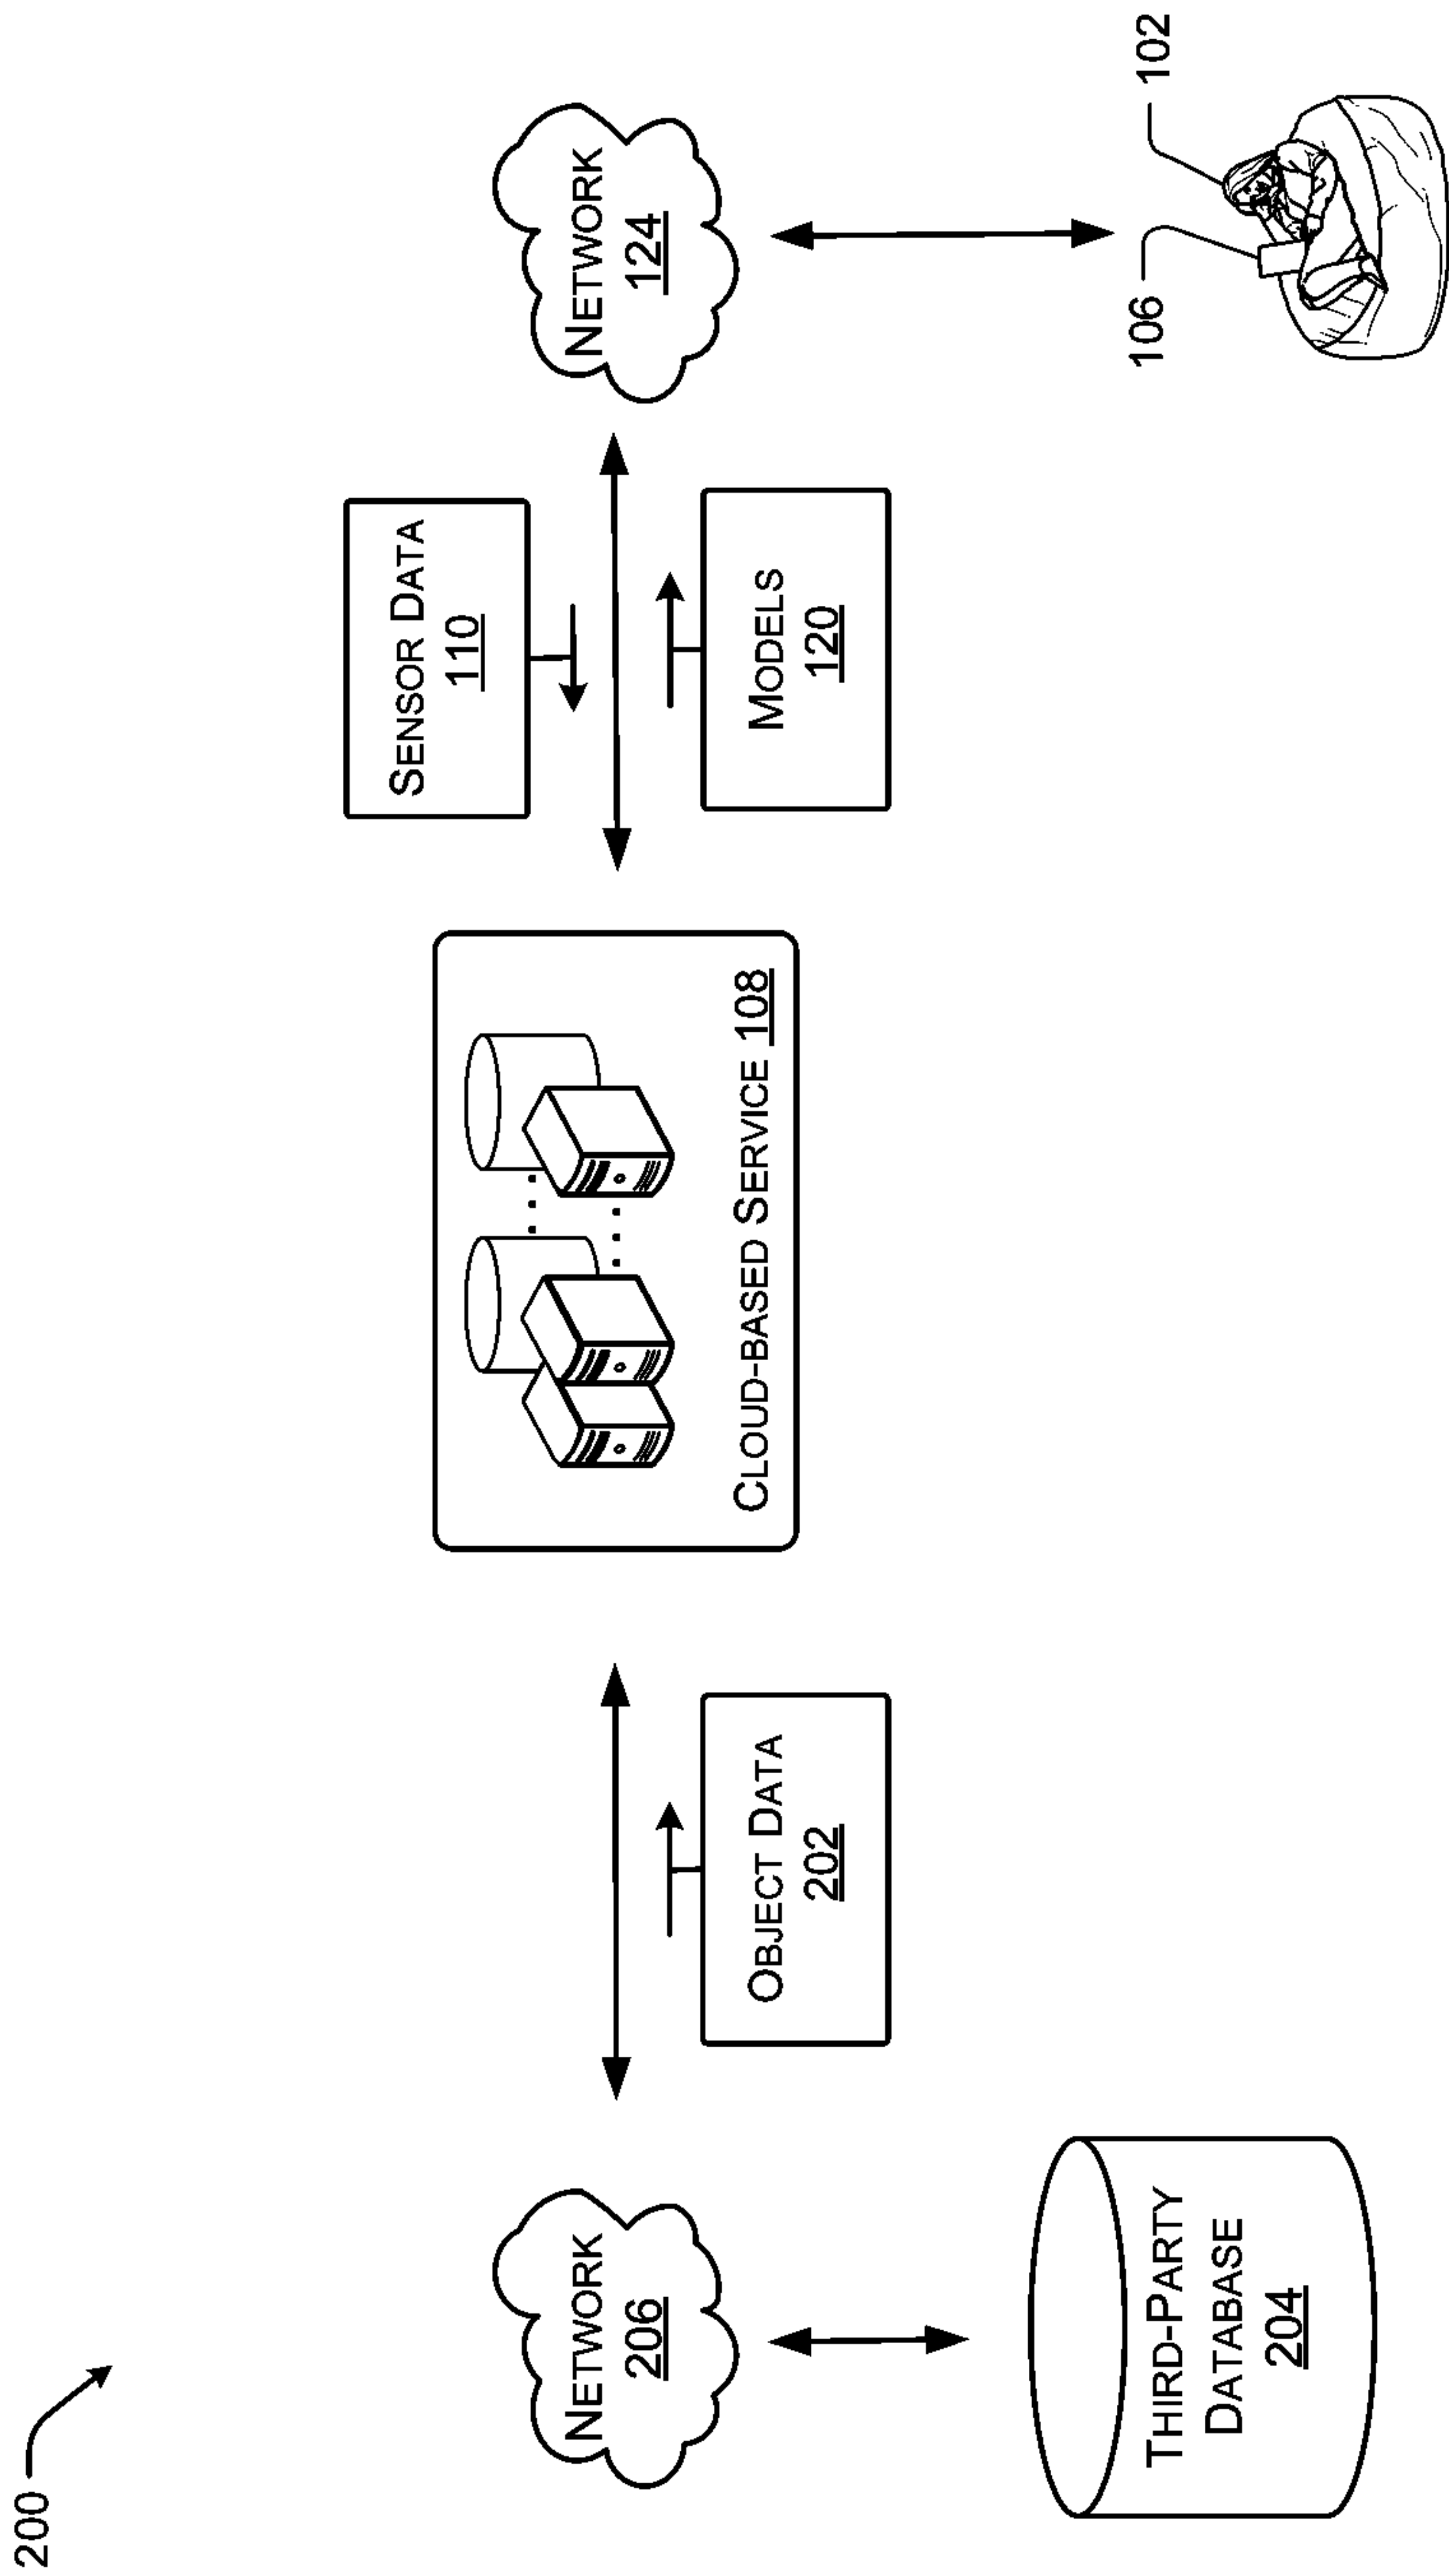 200
SENSOR DATA
110
NETWORK
206
NETWORK
124
CLOUD-BASED SERVICE 108
OBJECT DATA
202
MODELS
120
THIRD-PARTY
DATABASE
204
106
102